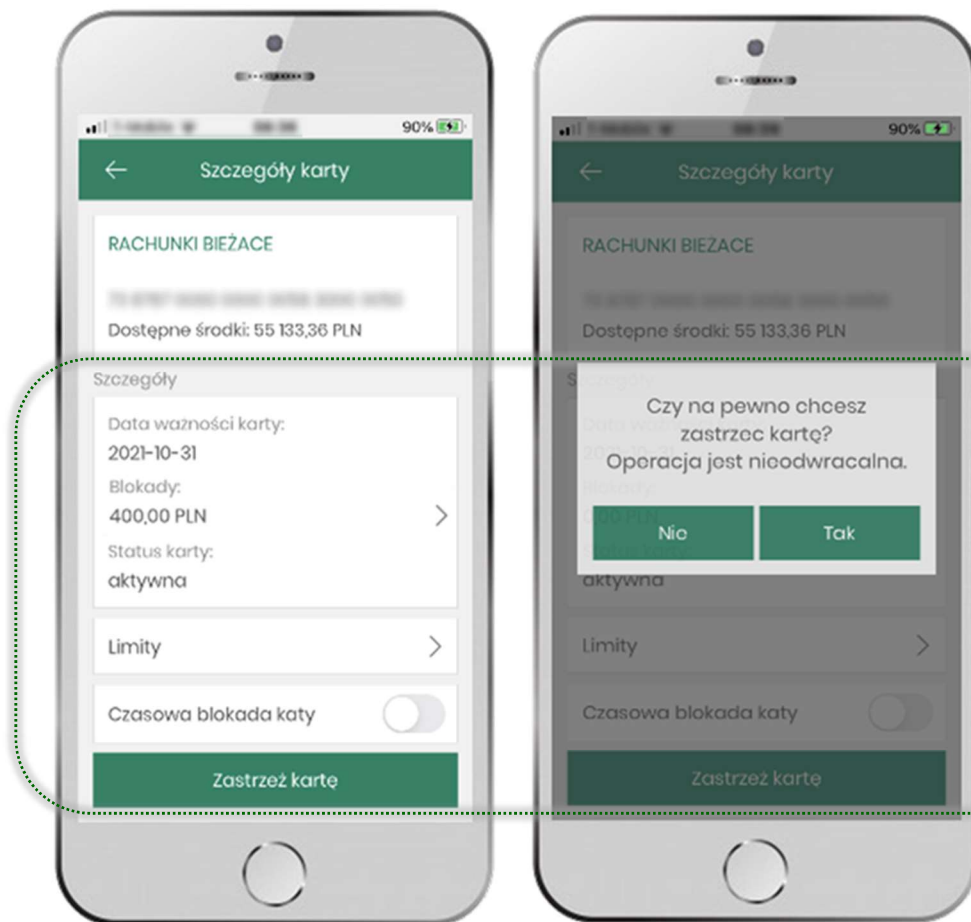 90%
Szczegóły karty
RACHUNKI BIEŻACE
Dostępne środki: 55 133,36 PLN
Szczegóły
Data ważności karty:
2021-10-31
Blokady:
400,00 PLN
Status karty:
aktywna
Limity
Czasowa blokada katy
Zastrzeż kartę
90%
Szczegóły karty
RACHUNKI BIEŻACE
Dostępne środki: 55 133,36 PLN
Czy na pewno chcesz
zastrzec kartę?
Operacja jest nieodwracalna.
Nie
Tak
aktywna
Limity
Czasowa blokada katy
Zastrzeż kartę